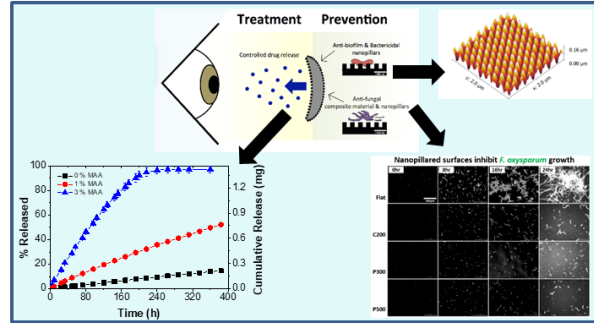 Treatment
Prevention
Controlled drug release
Anti-biofilm & Bactericidal
nanopillars
Anti-fungal
composite material & nanopillars
0.16 µm
0.00 µm
x: 2.0 µm
y: 2.0 µm
100
80
60
40
20
0
% Released
0 % MAA
1 % MAA
3 % MAA
1.2
0.9
0.6
0.3
0.0
Cumulative Release (mg)
0
80
160
240
320
400
Time (h)
Nanopillared surfaces inhibit F. oxysporum growth
0hr
8hr
16hr
24hr
Flat
C200
P300
P500